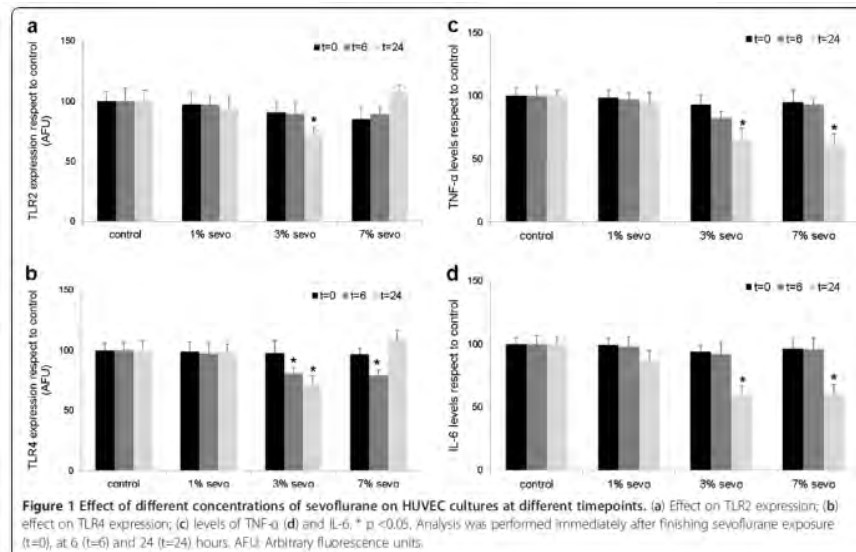 a
150
100
50
0
TLR2 expression respect to control
(AFU)
t=0 t=6 t=24
*
control 1% sevo 3% sevo 7% sevo
b
150
100
50
0
TLR4 expression respect to control
(AFU)
t=0 t=6 t=24
* * *
control 1% sevo 3% sevo 7% sevo
c
150
100
50
0
TNF-α levels respect to control
t=0 t=6 t=24
* *
control 1% sevo 3% sevo 7% sevo
d
150
100
50
0
IL-6 levels respect to control
t=0 t=6 t=24
* *
control 1% sevo 3% sevo 7% sevo
Figure 1 Effect of different concentrations of sevoflurane on HUVEC cultures at different timepoints. (a) Effect on TLR2 expression; (b)
effect on TLR4 expression; (c) levels of TNF-α (d) and IL-6. * p <0.05. Analysis was performed immediately after finishing sevoflurane exposure
(t=0), at 6 (t=6) and 24 (t=24) hours. AFU: Arbitrary fluorescence units.